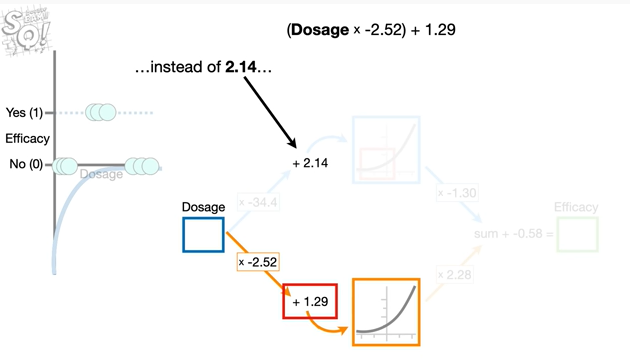 (Dosage × -2.52) + 1.29
...instead of 2.14...
Yes (1)
Efficacy
No (0)
Dosage
+ 2.14
x -34.4
x -1.30
Dosage
Efficacy
sum + -0.58 =
x -2.52
x 2.28
+ 1.29